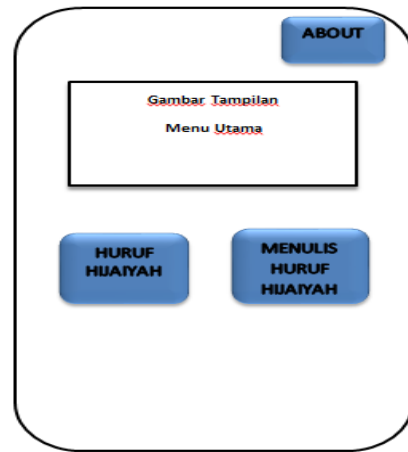 ABOUT
Gambar Tampilan
Menu Utama
HURUF
HIJAIYAH
MENULIS
HURUF
HIJAIYAH